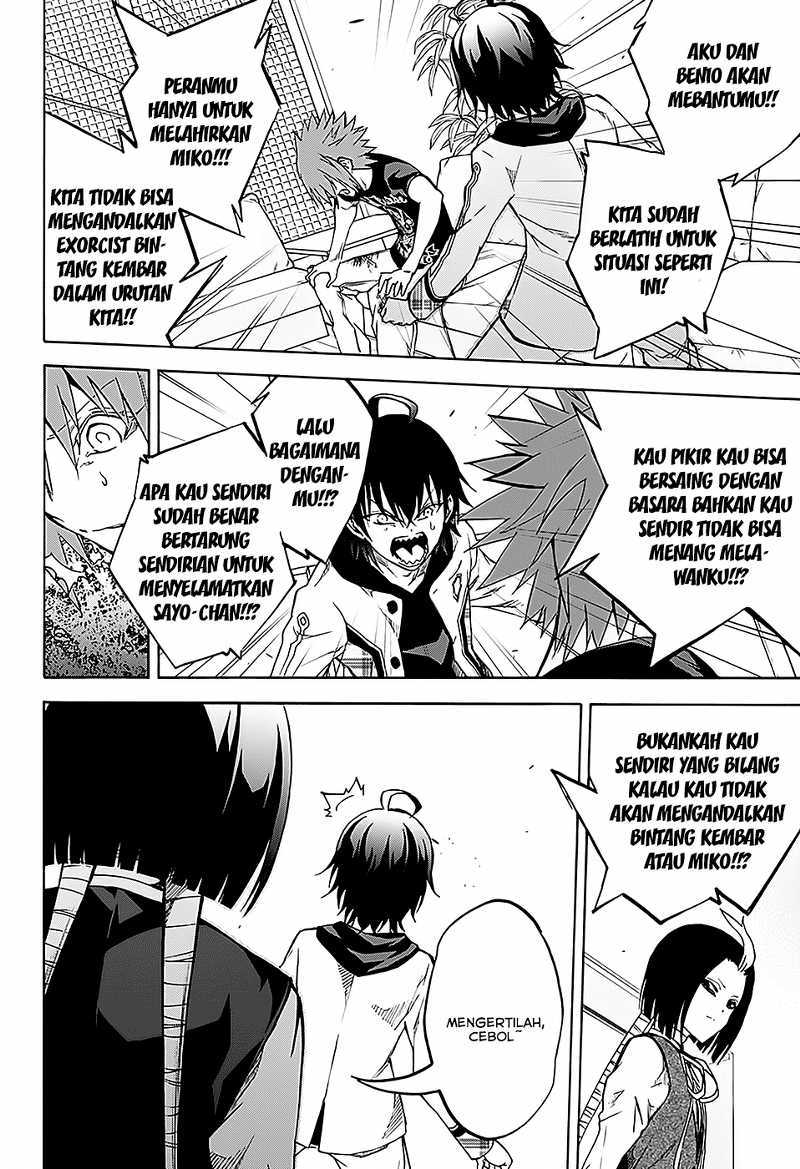 AKU DAN
BENIO AKAN
MEBANTUMU!!
KITA SUDAH
BERLATIH UNTUK
SITUASI SEPERTI
INI!
PERANMU
HANYA UNTUK
MELAHIRKAN
MIKO!!!
KITA TIDAK BISA
MENGANDALKAN
EXORCIST BIN-
TANG KEMBAR
DALAM URUTAN
KITA!!
KAU PIKIR KAU BISA
BERSAING DENGAN
BASARA BAHKAN KAU
SENDIR TIDAK BISA
MENANG MELA-
WANKU!!?
LALU
BAGAIMANA
DENGAN-
MU!!?
APA KAU SENDIRI
SUDAH BENAR
BERTARUNG
SENDIRIAN UNTUK
MENYELAMATKAN
SAYO-CHAN!!?
BUKANKAH KAU
SENDIRI YANG BILANG
KALAU KAU TIDAK
AKAN MENGANDALKAN
BINTANG KEMBAR
ATAU MIKO!!?
MENGERTILAH,
CEBOL~